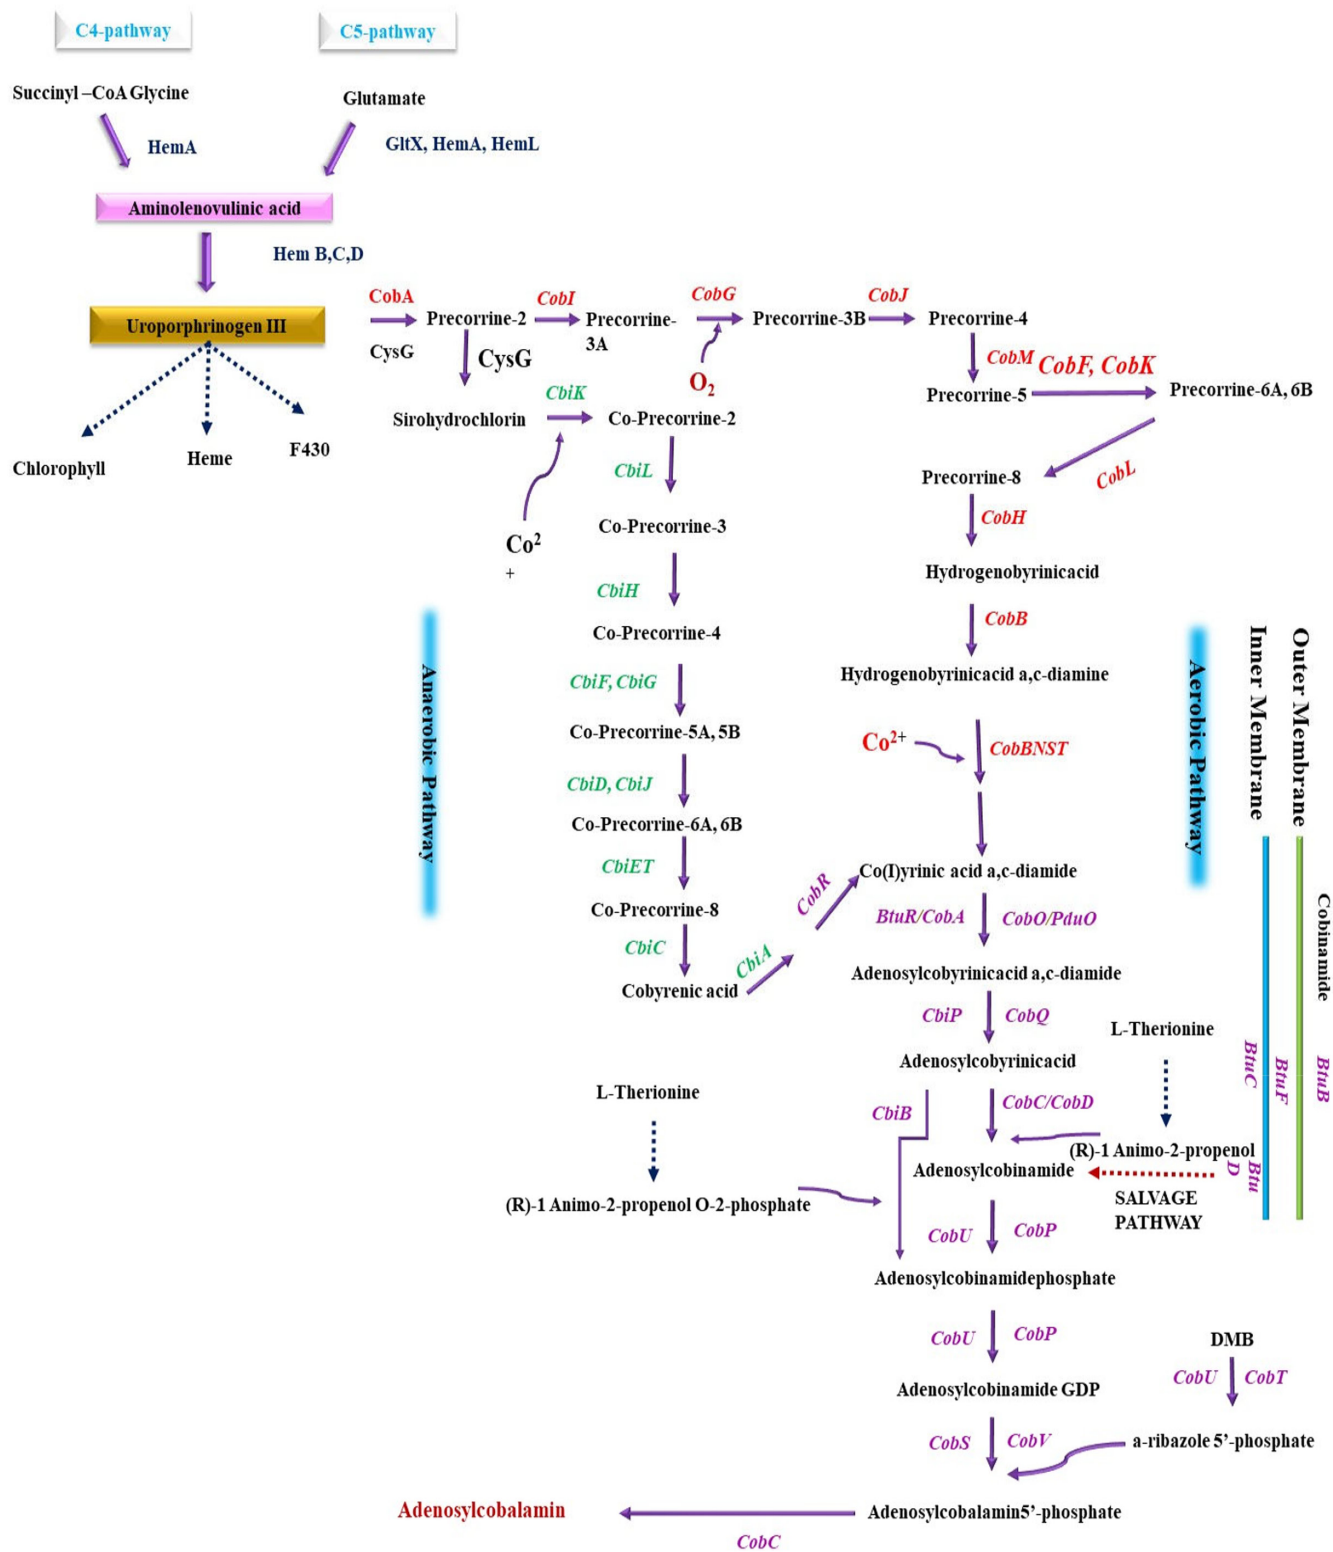 C4-pathway
C5-pathway
Succinyl –CoA Glycine
Glutamate
HemA
GltX, HemA, HemL
Aminolenovulinic acid
Hem B,C,D
Uroporphrinogen III
Chlorophyll
Heme
F430
CobA
CysG
Precorrine-2
CobI
Precorrine-
3A
CobG
O2
Precorrine-3B
CobJ
Precorrine-4
CysG
Sirohydrochlorin
CbiK
Co2
+
Co-Precorrine-2
CobM
Precorrine-5
CobF, CobK
Precorrine-6A, 6B
CobL
Precorrine-8
CobH
Hydrogenobyrinicacid
CobB
Hydrogenobyrinicacid a,c-diamine
Co2+
CobBNST
Co(I)yrinic acid a,c-diamide
CbiL
Co-Precorrine-3
CbiH
Co-Precorrine-4
CbiF, CbiG
Co-Precorrine-5A, 5B
CbiD, CbiJ
Co-Precorrine-6A, 6B
CbiET
Co-Precorrine-8
CbiC
Cobyrenic acid
CbiA
CobR
Anaerobic Pathway
Aerobic Pathway
Inner Membrane
Outer Membrane
Cobinamide
BtuB
BtuF
BtuC
Btu
D
BtuR/CobA
CobO/PduO
Adenosylcobyrinicacid a,c-diamide
CbiP
CobQ
Adenosylcobyrinicacid
L-Therionine
CbiB
CobC/CobD
(R)-1 Animo-2-propenol
Adenosylcobinamide
SALVAGE
PATHWAY
L-Therionine
(R)-1 Animo-2-propenol O-2-phosphate
CobU
CobP
Adenosylcobinamidephosphate
CobU
CobP
Adenosylcobinamide GDP
DMB
CobU
CobT
a-ribazole 5’-phosphate
CobS
CobV
Adenosylcobalamin5’-phosphate
CobC
Adenosylcobalamin